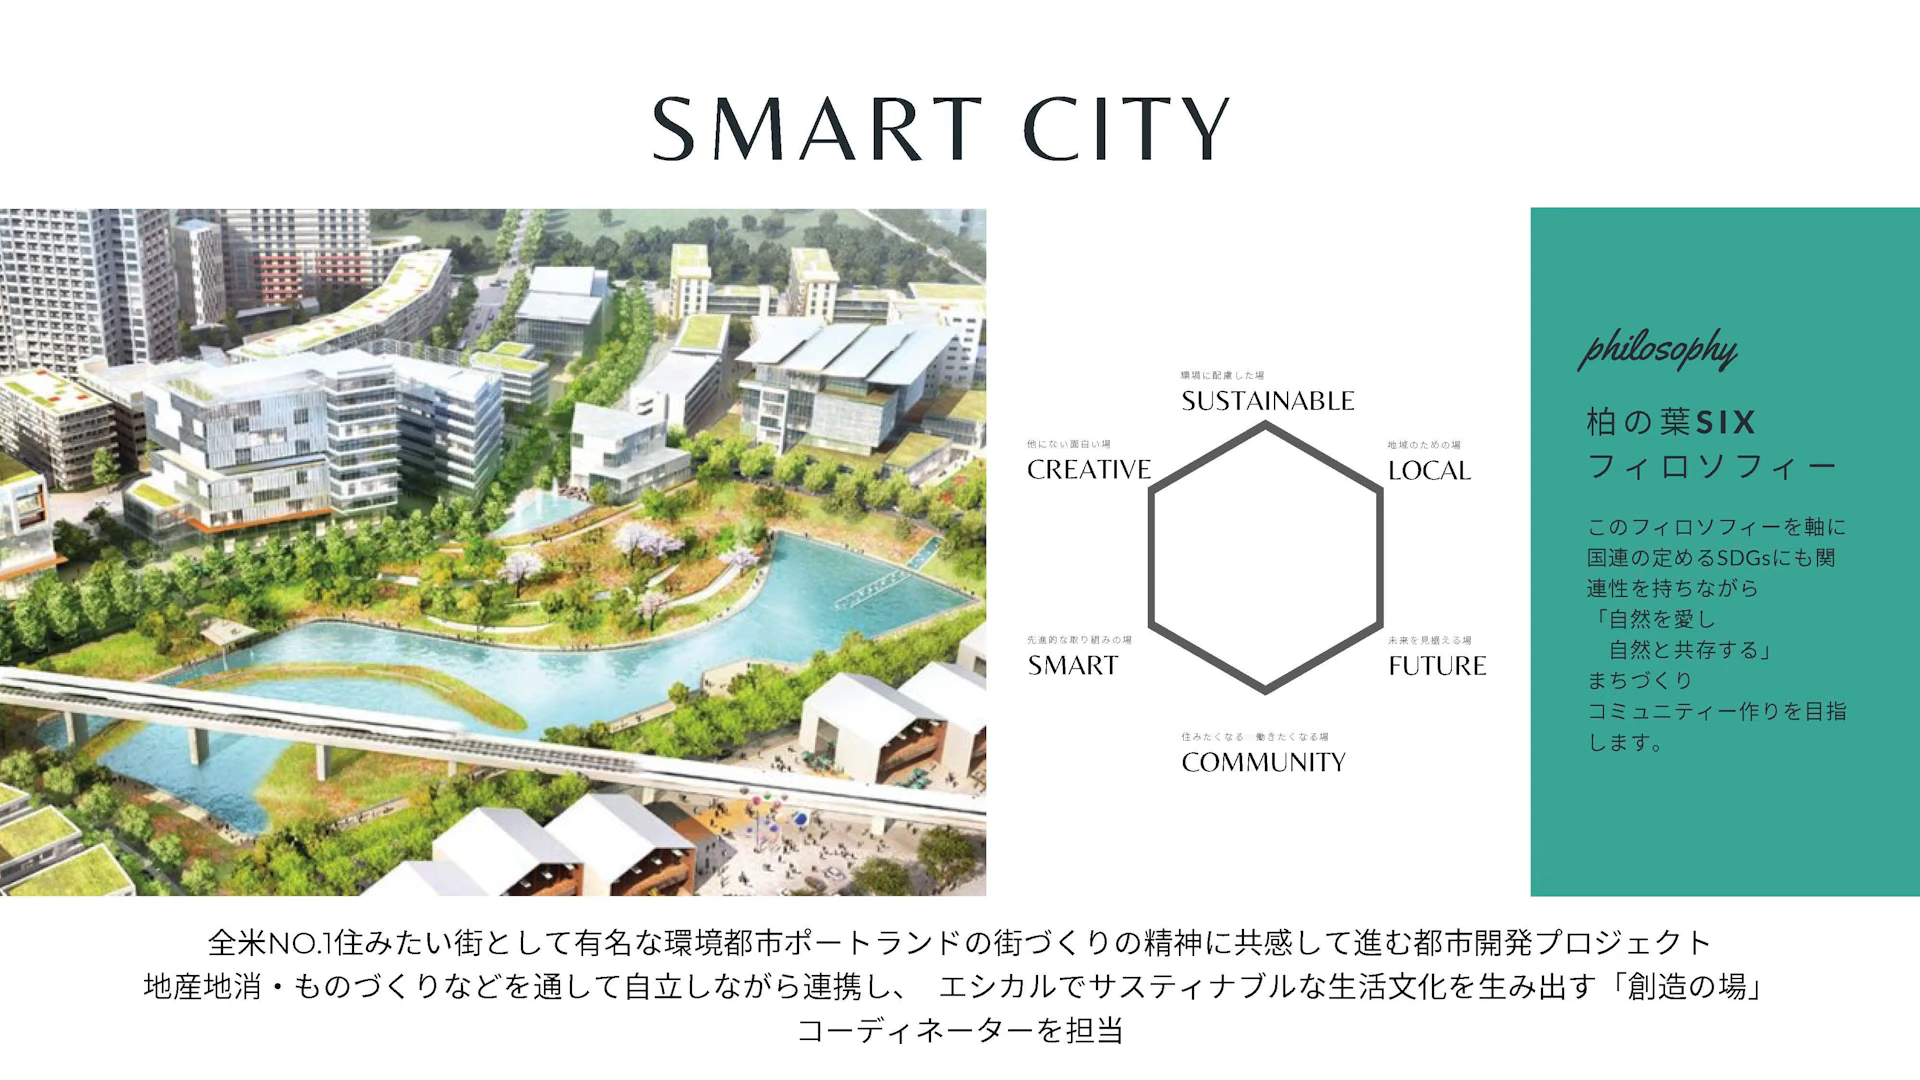 SMART CITY
環境に配慮した場
SUSTAINABLE
他にない面白い場
CREATIVE
地域のための場
LOCAL
先進的な取り組みの場
SMART
未来を見据える場
FUTURE
住みたくなる 働きたくなる場
COMMUNITY
philosophy
柏の葉SIX
フィロソフィー
このフィロソフィーを軸に
国連の定めるSDGsにも関
連性を持ちながら
「自然を愛し
自然と共存する」
まちづくり
コミュニティー作りを目指
します。
全米NO.1住みたい街として有名な環境都市ポートランドの街づくりの精神に共感して進む都市開発プロジェクト
地産地消・ものづくりなどを通して自立しながら連携し、 エシカルでサスティナブルな生活文化を生み出す「創造の場」
コーディネーターを担当